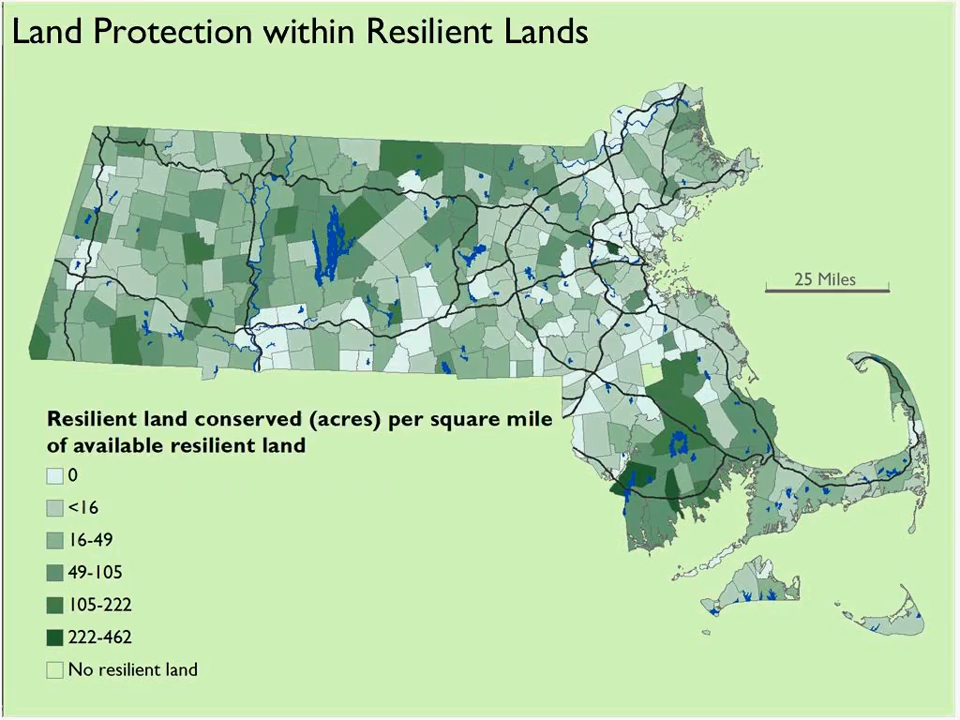 Land Protection within Resilient Lands
25 Miles
Resilient land conserved (acres) per square mile
of available resilient land
0
<16
16-49
49-105
105-222
222-462
No resilient land